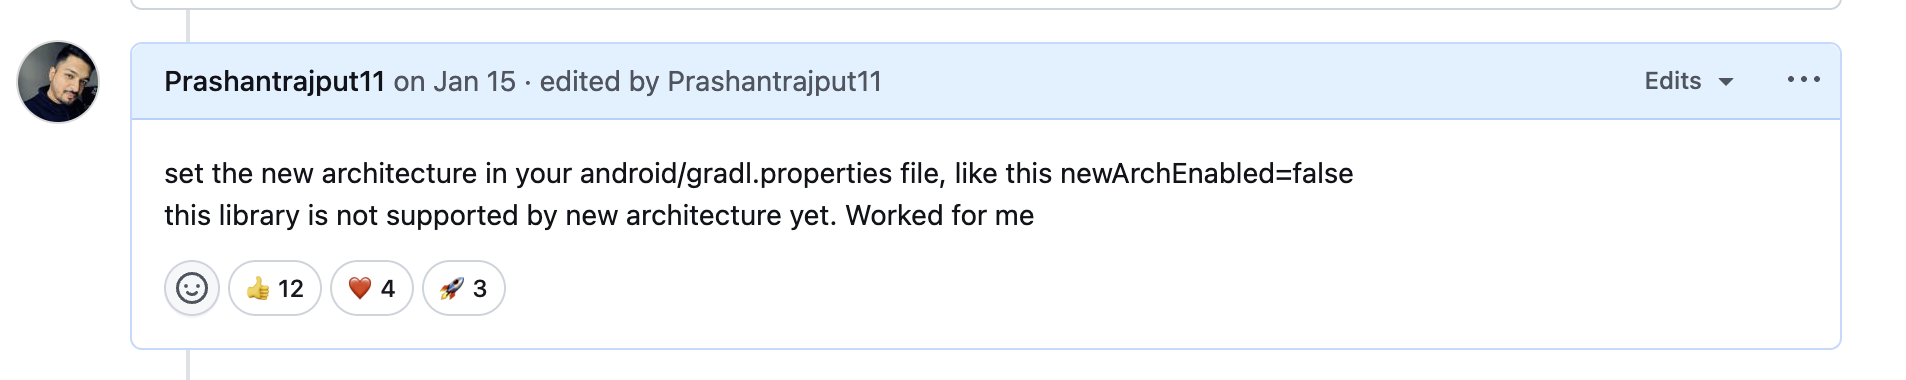 Prashantrajput11 on Jan 15 · edited by Prashantrajput11 Edits
set the new architecture in your android/gradl.properties file, like this newArchEnabled=false
this library is not supported by new architecture yet. Worked for me
👍 12 ❤️ 4 🚀 3